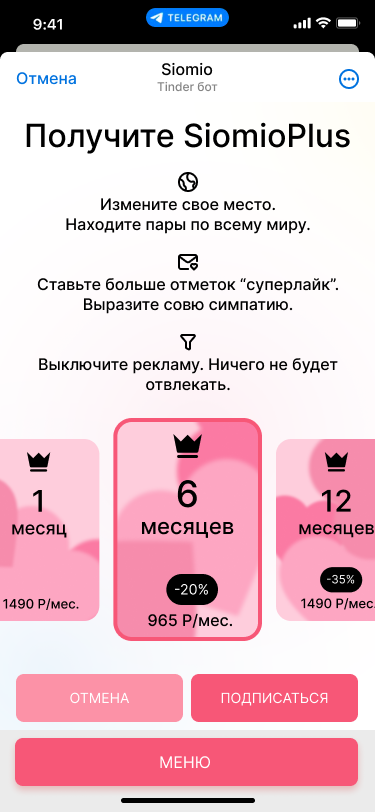 9:41
TELEGRAM
Отмена
Siomio
Tinder бот
Получите SiomioPlus
Измените свое место.
Находите пары по всему миру.
Ставьте больше отметок “суперлайк”.
Выразите совю симпатию.
Выключите рекламу. Ничего не будет
отвлекать.
1
месяц
1490 Р/мес.
6
месяцев
-20%
965 Р/мес.
12
месяцев
-35%
1490 Р/мес.
ОТМЕНА
ПОДПИСАТЬСЯ
МЕНЮ